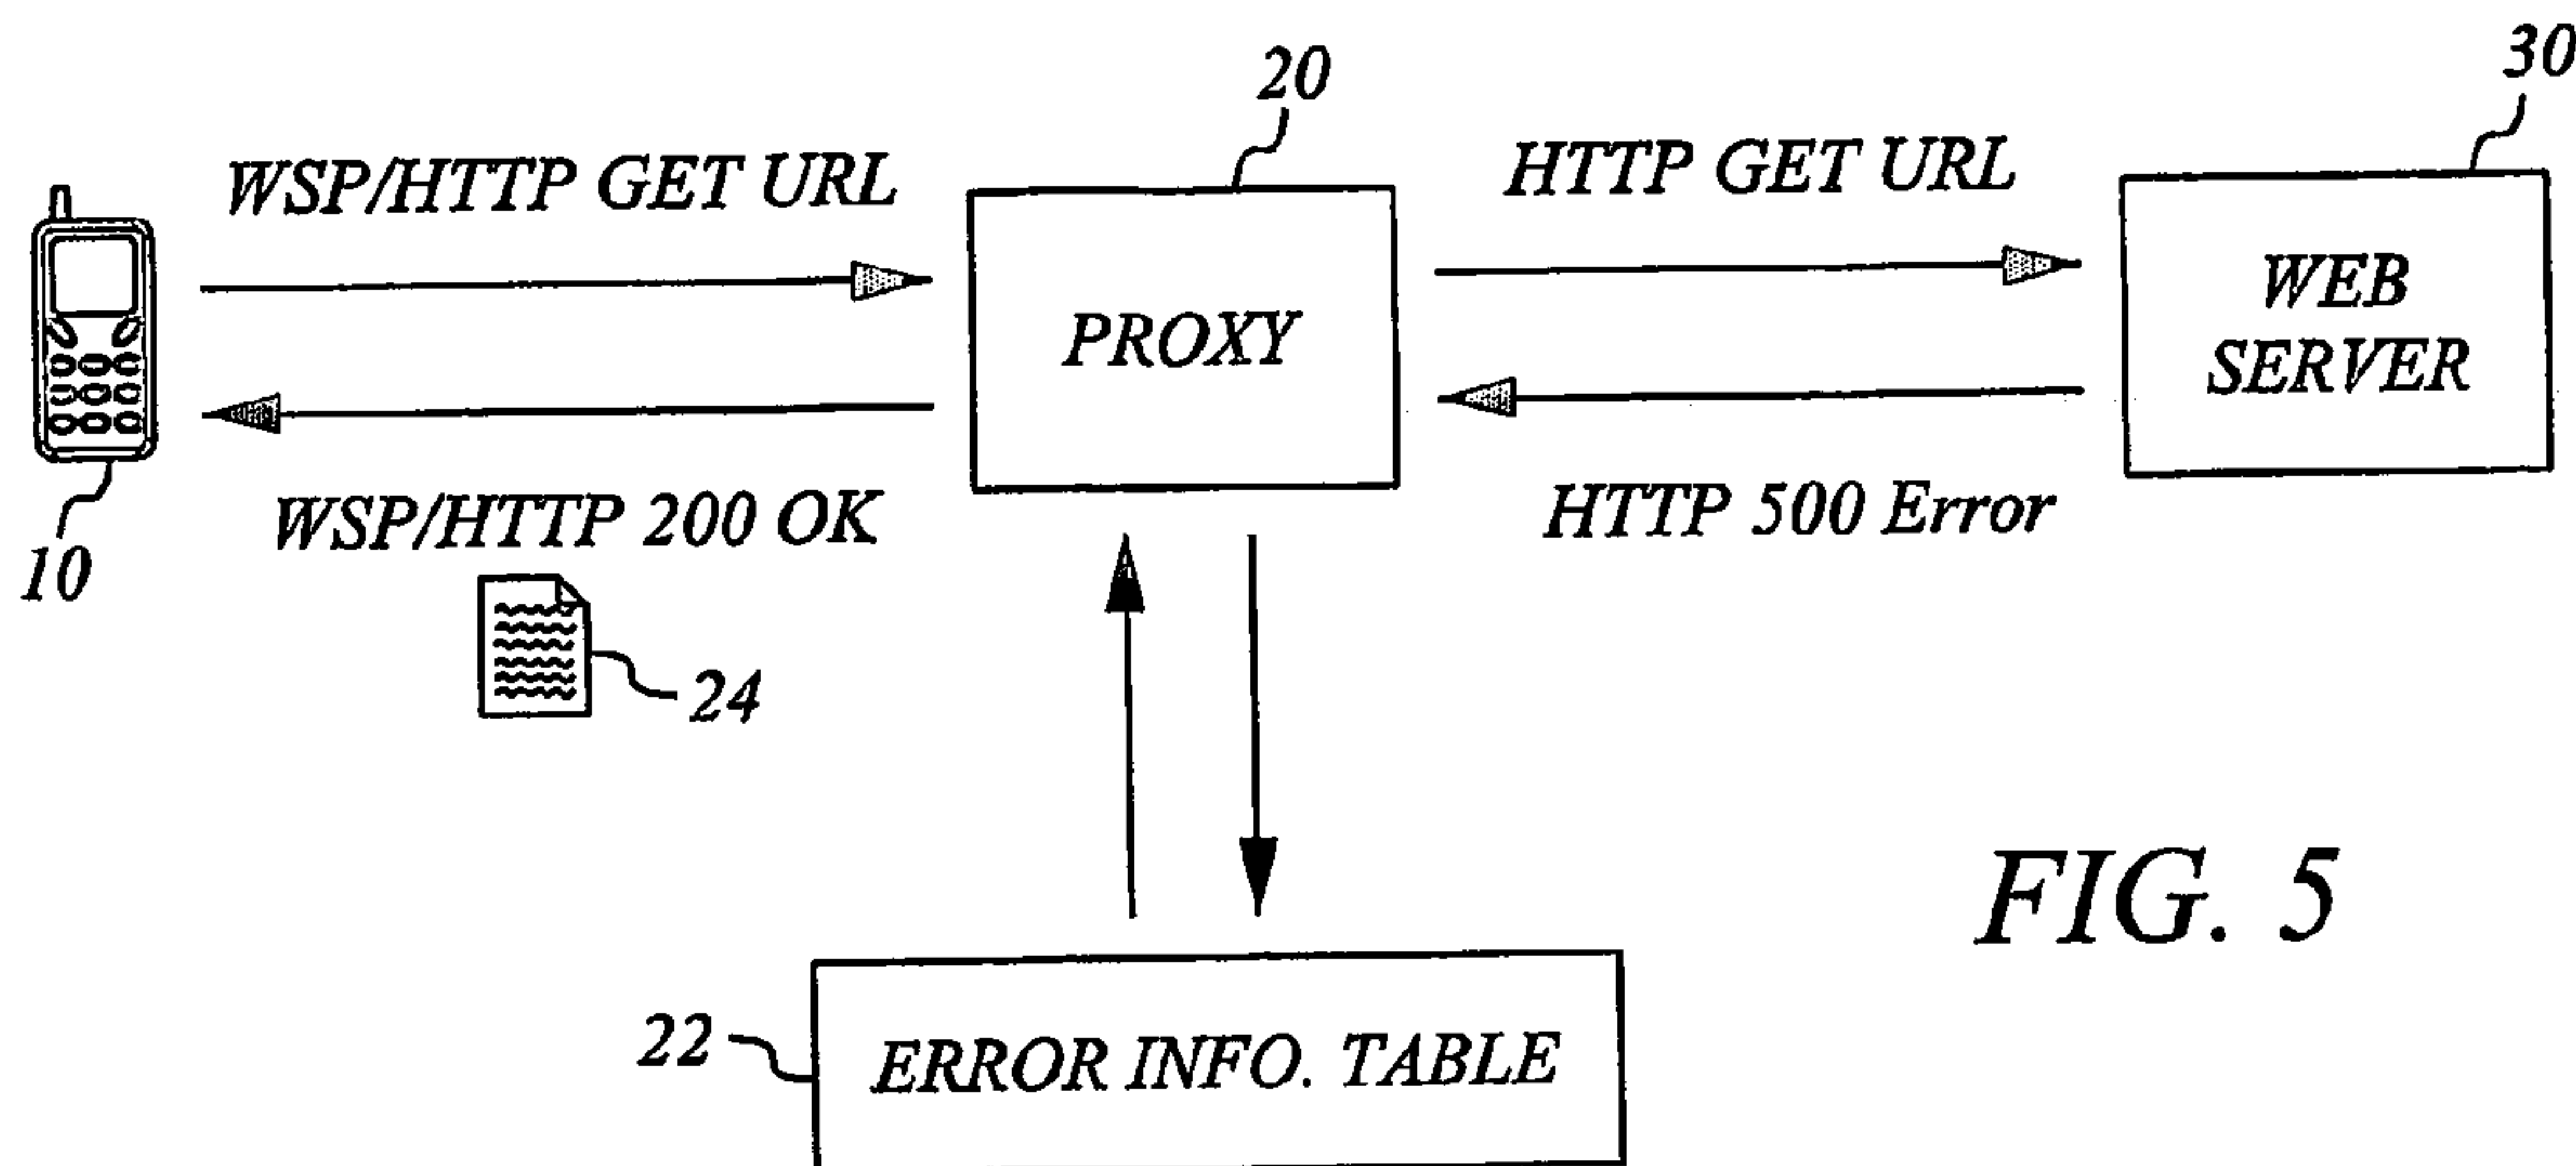 20
30
WSP/HTTP GET URL
HTTP GET URL
PROXY
WEB
SERVER
WSP/HTTP 200 OK
HTTP 500 Error
10
24
22
ERROR INFO. TABLE
FIG. 5